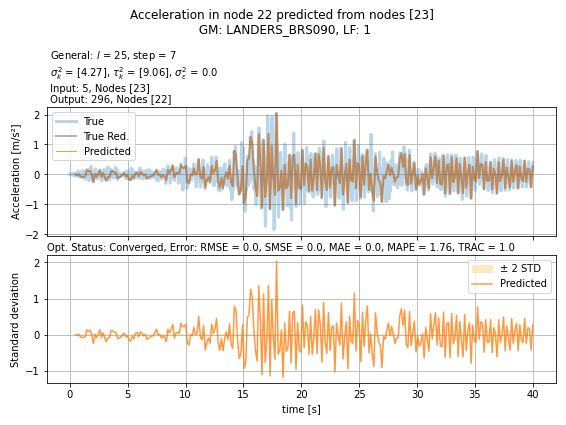 Acceleration in node 22 predicted from nodes [23]
GM: LANDERS_BRS090, LF: 1
General: l = 25, step = 7
σ²ₖ = [4.27], τ²ₖ = [9.06], σ²ε = 0.0
Input: 5, Nodes [23]
Output: 296, Nodes [22]
Acceleration [m/s²]
2
1
0
−1
−2
True
True Red.
Predicted
Opt. Status: Converged, Error: RMSE = 0.0, SMSE = 0.0, MAE = 0.0, MAPE = 1.76, TRAC = 1.0
Standard deviation
2
1
0
−1
± 2 STD
Predicted
0 5 10 15 20 25 30 35 40
time [s]